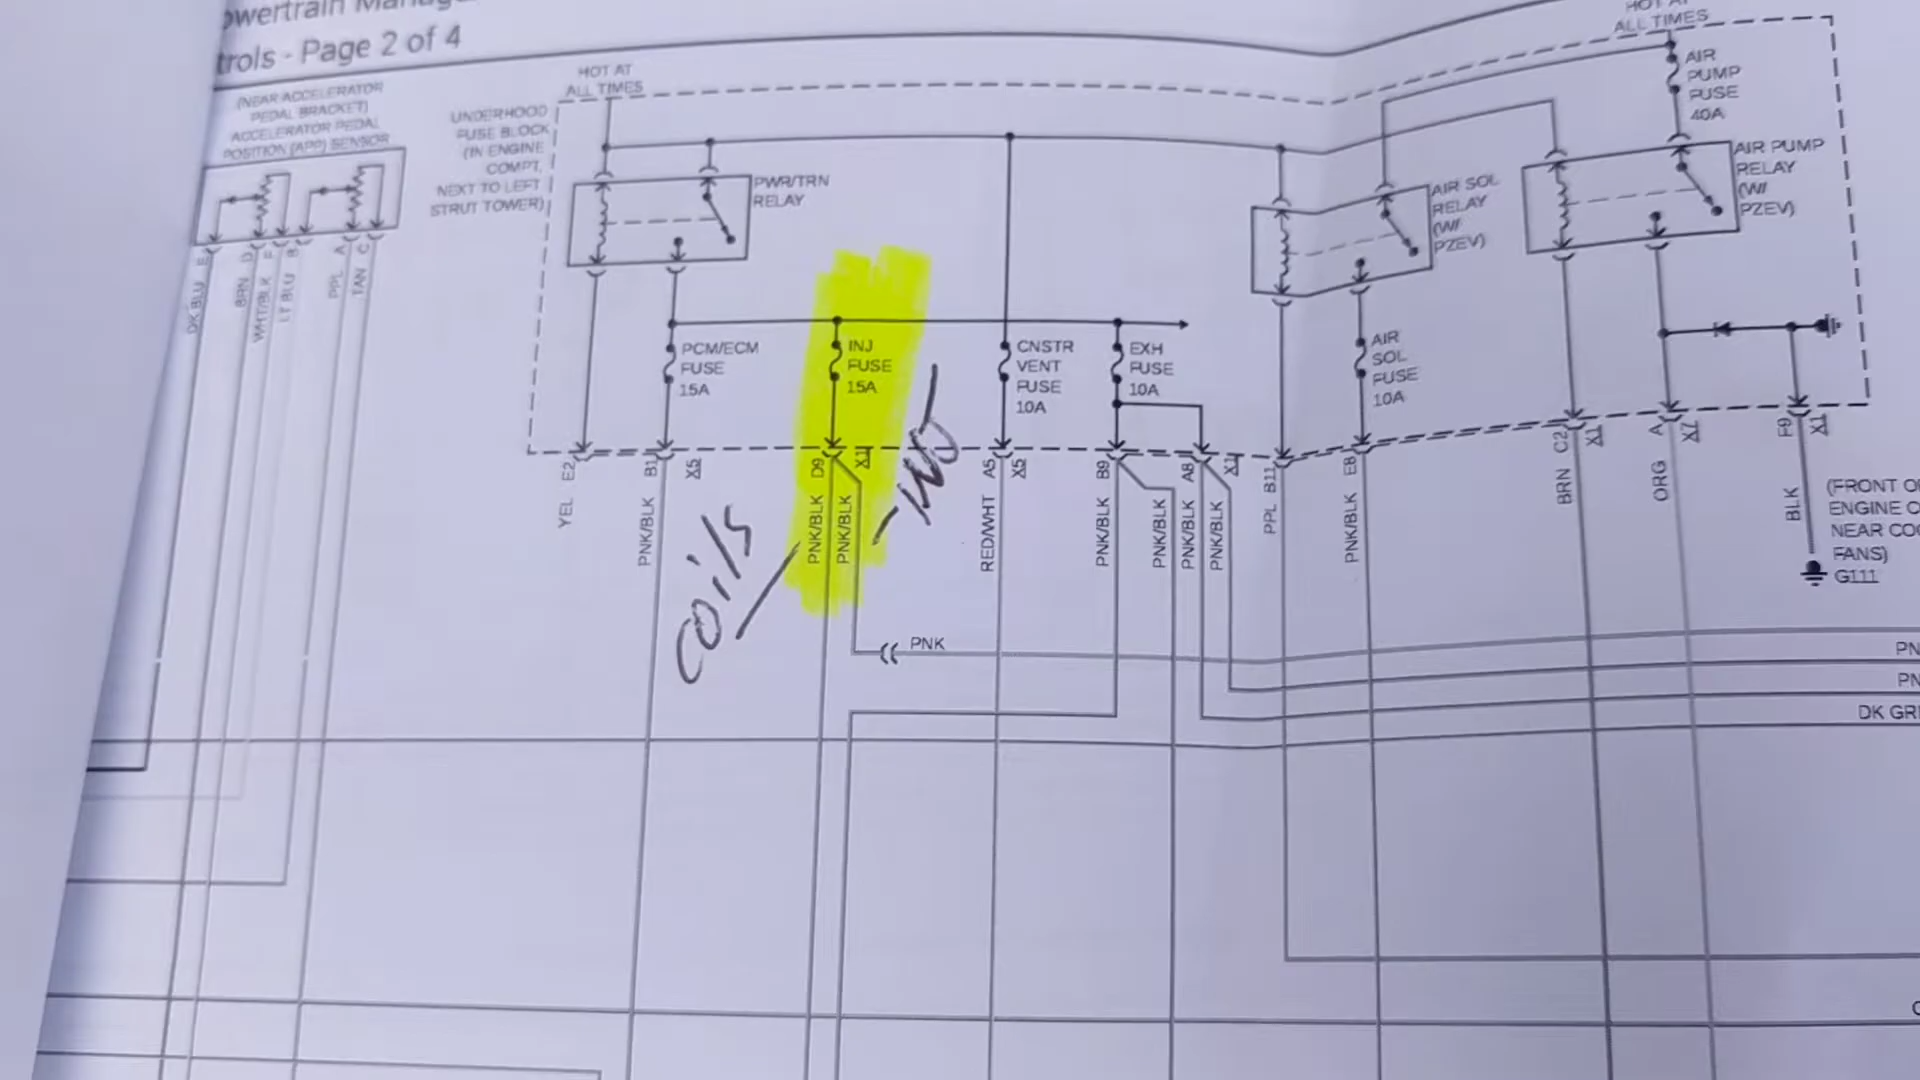 owertrain Manag
trols - Page 2 of 4
(NEAR ACCELERATOR
PEDAL BRACKET)
ACCELERATOR PEDAL
POSITION (APP) SENSOR
E
D
F
B
A
C
DK BLU
BRN
WHT/BLK
LT BLU
PPL
TAN
UNDERHOOD
FUSE BLOCK
(IN ENGINE
COMPT,
NEXT TO LEFT
STRUT TOWER)
HOT AT
ALL TIMES
PWR/TRN
RELAY
PCM/ECM
FUSE
15A
INJ
FUSE
15A
CNSTR
VENT
FUSE
10A
EXH
FUSE
10A
AIR SOL
RELAY
(W/
PZEV)
AIR
SOL
FUSE
10A
HOT AT
ALL TIMES
AIR
PUMP
FUSE
40A
AIR PUMP
RELAY
(W/
PZEV)
E2
B1
X5
D9
X1
A5
X5
B9
A8
X1
B11
E8
C2
X1
A
X7
F9
X1
YEL
PNK/BLK
PNK/BLK
PNK/BLK
RED/WHT
PNK/BLK
PNK/BLK
PNK/BLK
PNK/BLK
PPL
PNK/BLK
BRN
ORG
BLK
(FRONT O
ENGINE C
NEAR COO
FANS)
G111
coils
PNK
PN
PN
DK GR